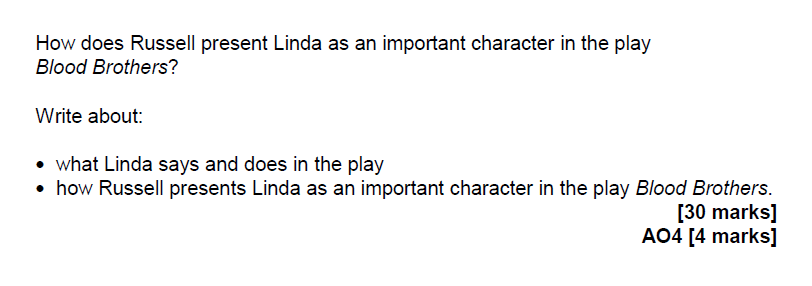 How does Russell present Linda as an important character in the play
Blood Brothers?
Write about:
• what Linda says and does in the play
• how Russell presents Linda as an important character in the play Blood Brothers.
[30 marks]
AO4 [4 marks]